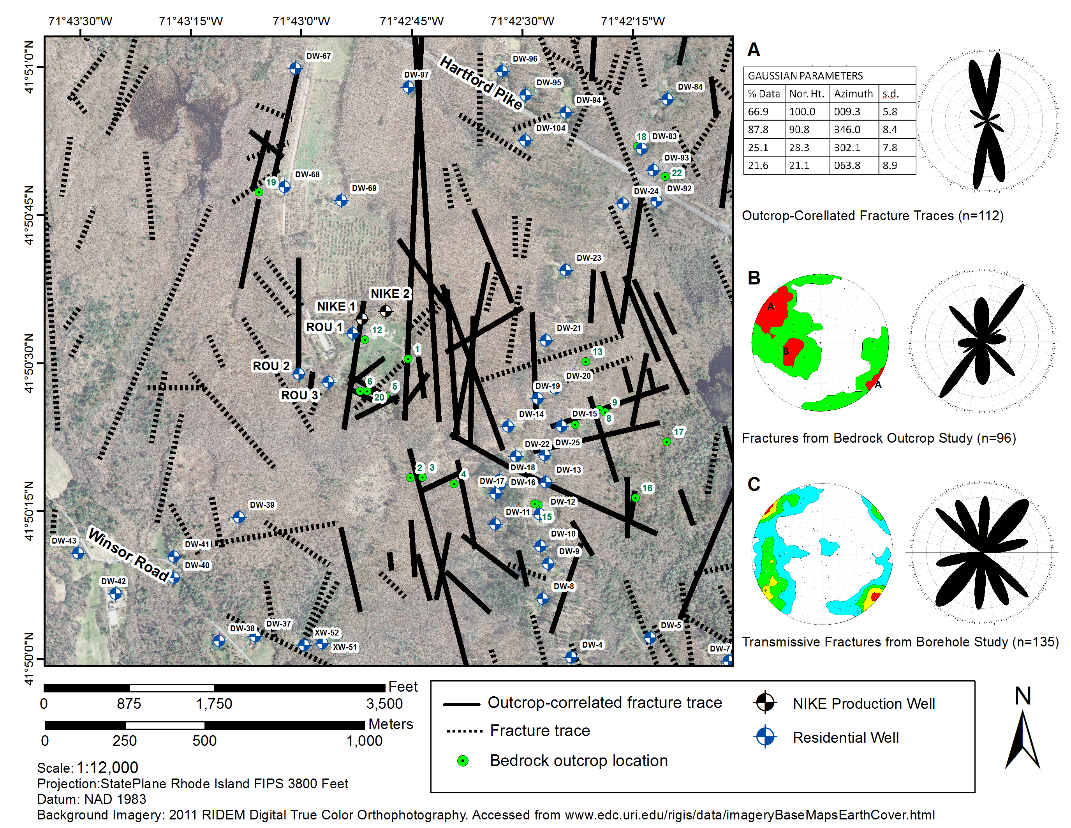 71°43'30"W
71°43'15"W
71°43'0"W
71°42'45"W
71°42'30"W
71°42'15"W
41°51'0"N
41°50'45"N
41°50'30"N
41°50'15"N
41°50'0"N
DW-67
DW-97
Hartford Pike
DW-96
DW-95
DW-94
DW-84
DW-104
18
DW-83
DW-93
22
DW-92
DW-24
19
DW-68
DW-69
DW-23
NIKE 2
NIKE 1
ROU 1
12
1
DW-21
13
DW-20
ROU 2
ROU 3
6
5
20
DW-19
DW-14
DW-15
9
8
DW-22
DW-25
17
2
3
4
DW-18
DW-13
DW-17
DW-16
16
DW-12
DW-11
15
DW-39
DW-10
DW-43
Winsor Road
DW-41
DW-40
DW-9
DW-42
DW-8
DW-38
DW-37
XW-52
XW-51
DW-5
DW-4
DW-7
A
GAUSSIAN PARAMETERS
% Data Nor. Ht. Azimuth s.d.
66.9 100.0 009.3 5.8
87.8 90.8 346.0 8.4
25.1 28.3 302.1 7.8
21.6 21.1 063.8 8.9
Outcrop-Corellated Fracture Traces (n=112)
B
A
B
A
Fractures from Bedrock Outcrop Study (n=96)
C
Transmissive Fractures from Borehole Study (n=135)
Feet
0 875 1,750 3,500
Meters
0 250 500 1,000
Outcrop-correlated fracture trace
Fracture trace
Bedrock outcrop location
NIKE Production Well
Residential Well
N
Scale: 1:12,000
Projection:StatePlane Rhode Island FIPS 3800 Feet
Datum: NAD 1983
Background Imagery: 2011 RIDEM Digital True Color Orthophotography. Accessed from www.edc.uri.edu/rigis/data/imageryBaseMapsEarthCover.html